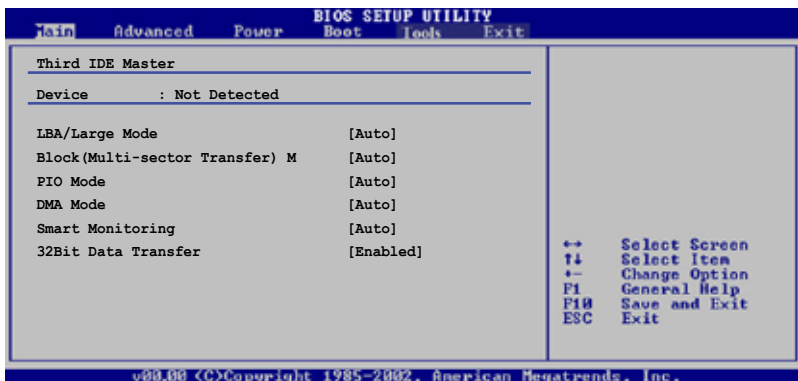 BIOS SETUP UTILITY
Main Advanced Power Boot Tools Exit
Third IDE Master
Device : Not Detected
LBA/Large Mode [Auto]
Block(Multi-sector Transfer) M [Auto]
PIO Mode [Auto]
DMA Mode [Auto]
Smart Monitoring [Auto]
32Bit Data Transfer [Enabled]
←→ Select Screen
↑↓ Select Item
+- Change Option
F1 General Help
F10 Save and Exit
ESC Exit
v00.00 (C)Copyright 1985-2002, American Megatrends, Inc.